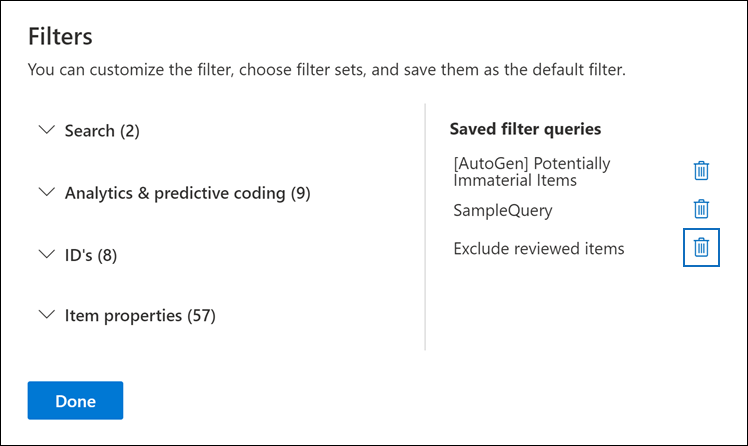 Filters
You can customize the filter, choose filter sets, and save them as the default filter.
Search (2)
Analytics & predictive coding (9)
ID's (8)
Item properties (57)
Saved filter queries
[AutoGen] Potentially
Immaterial Items
SampleQuery
Exclude reviewed items
Done